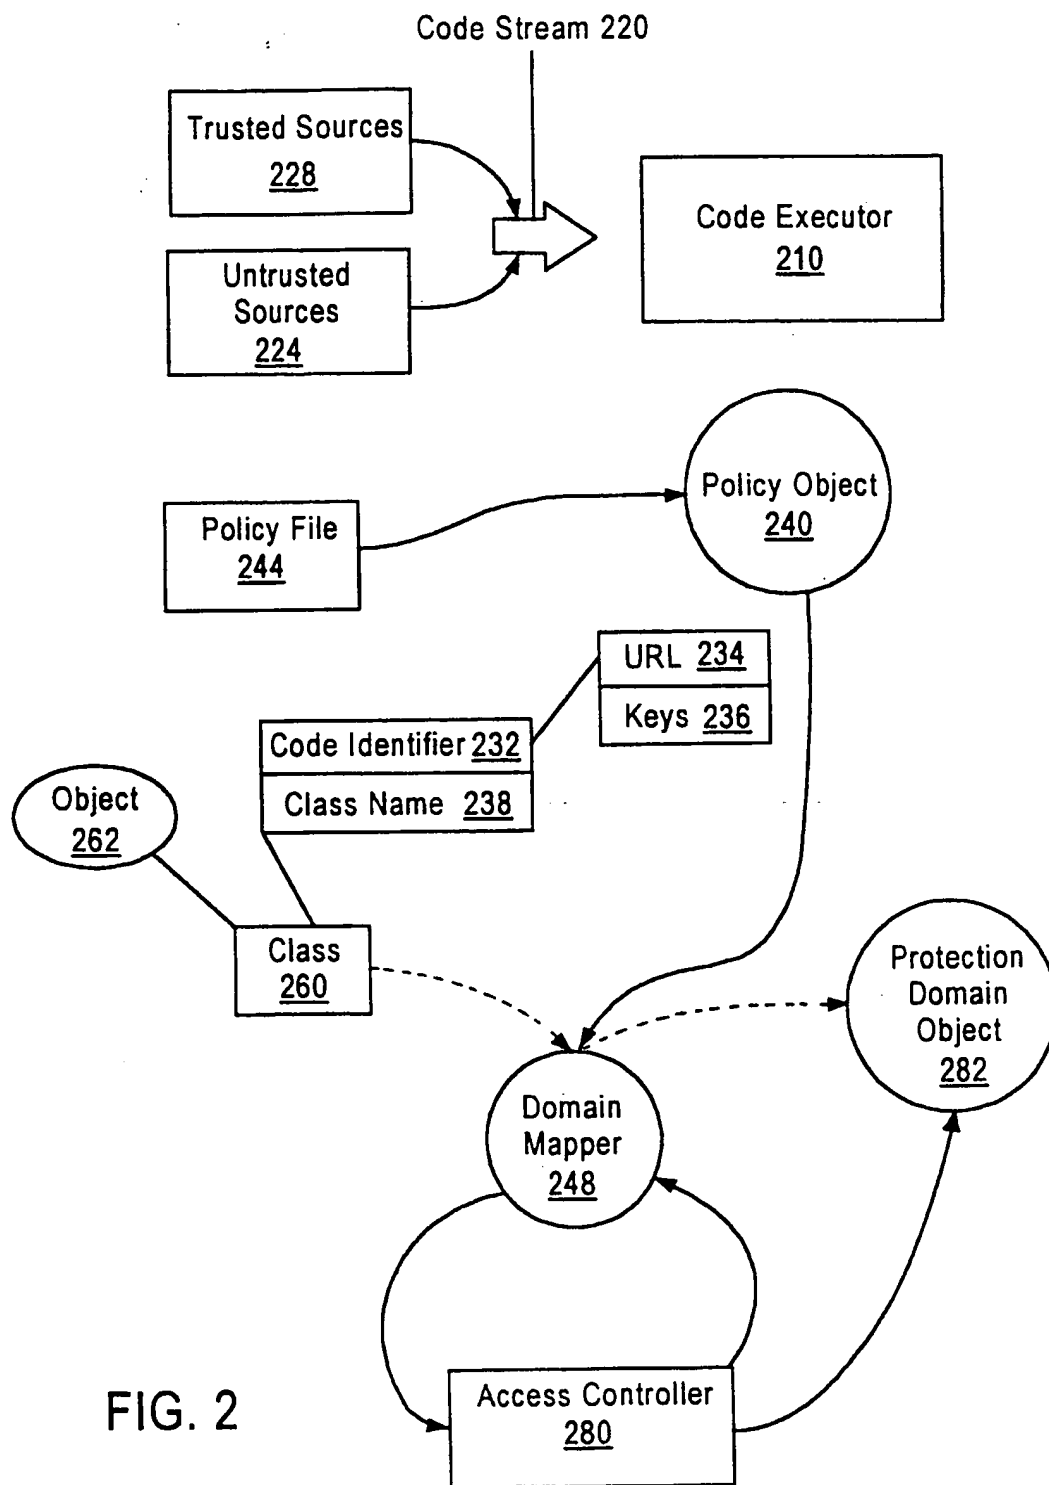 Code Stream 220
Trusted Sources
228
Untrusted
Sources
224
Code Executor
210
Policy Object
240
Policy File
244
URL 234
Keys 236
Code Identifier 232
Class Name 238
Object
262
Class
260
Protection
Domain
Object
282
Domain
Mapper
248
Access Controller
280
FIG. 2